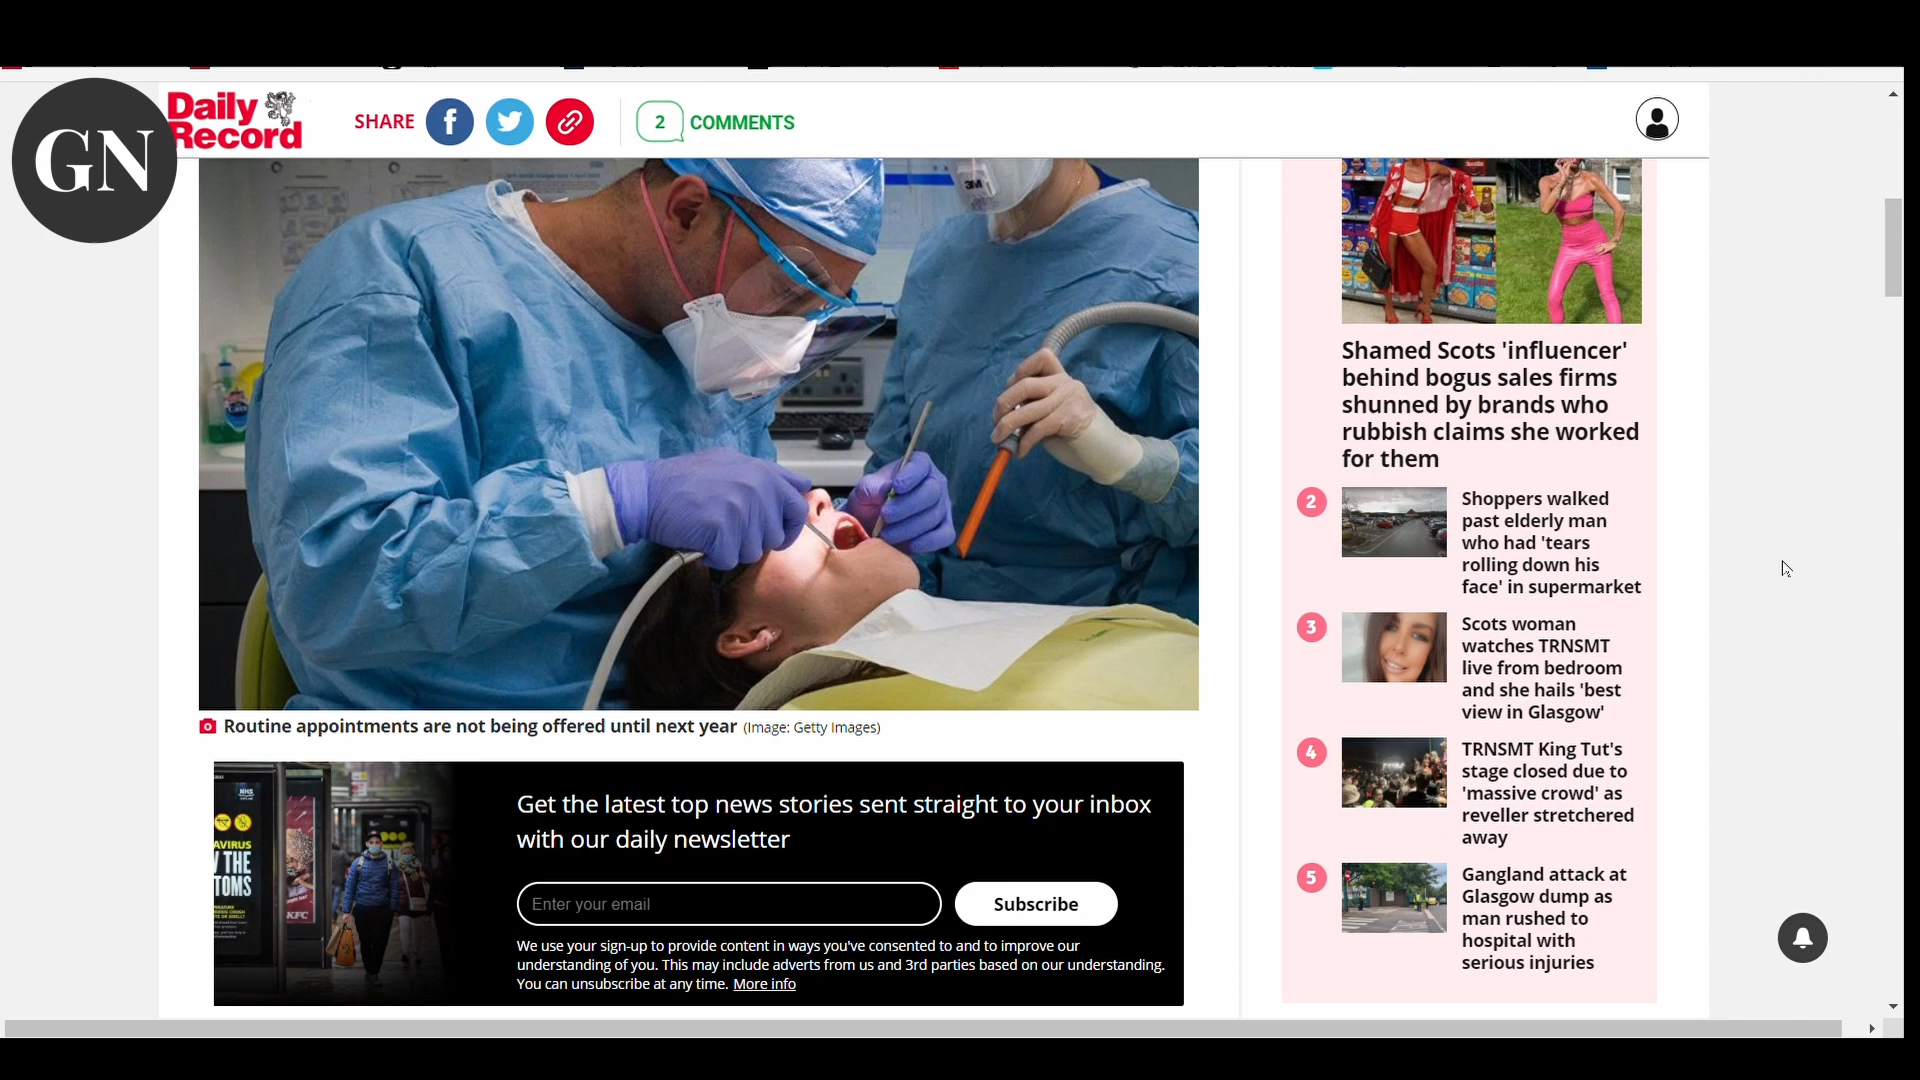 GN
Daily
Record
SHARE
2 COMMENTS
3M
Routine appointments are not being offered until next year (Image: Getty Images)
NHS
AVIRUS
THE
TOMS
KFC
Get the latest top news stories sent straight to your inbox
with our daily newsletter
Enter your email
Subscribe
We use your sign-up to provide content in ways you've consented to and to improve our
understanding of you. This may include adverts from us and 3rd parties based on our understanding.
You can unsubscribe at any time. More info
Shamed Scots 'influencer'
behind bogus sales firms
shunned by brands who
rubbish claims she worked
for them
2
Shoppers walked
past elderly man
who had 'tears
rolling down his
face' in supermarket
3
Scots woman
watches TRNSMT
live from bedroom
and she hails 'best
view in Glasgow'
4
TRNSMT King Tut's
stage closed due to
'massive crowd' as
reveller stretchered
away
5
Gangland attack at
Glasgow dump as
man rushed to
hospital with
serious injuries